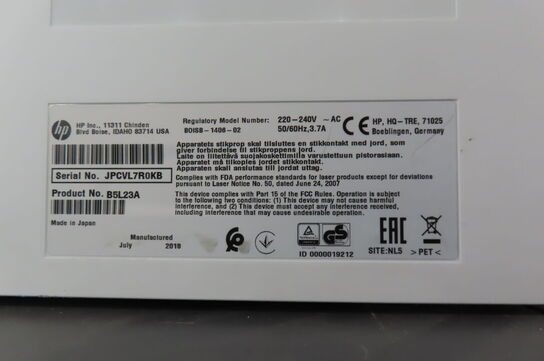 hp
HP Inc., 11311 Chinden
Blvd Boise, IDAHO 83714 USA
Regulatory Model Number:
BOISB-1406-02
220-240V ~ AC
50/60Hz, 3.7A
CE
HP, HQ-TRE, 71025
Boeblingen, Germany
Serial No. JPCVL7R0KB
Product No. B5L23A
Made in Japan
Manufactured
July 2018
Apparatets stikprop skal tilsluttes en stikkontakt med jord, som
giver forbindelse til stikproppens jord.
Laite on liitettävä suojakoskettimilla varustettuun pistorasiaan.
Apparatet må tilkoples jordet stikkontakt.
Apparaten skall anslutas till jordat uttag.
Complies with FDA performance standards for laser products except for deviations
pursuant to Laser Notice No. 50, dated June 24, 2007
This device complies with Part 15 of the FCC Rules. Operation is subject
to the following two conditions: (1) This device may not cause harmful
interference, and (2) This device must accept any interference received,
including interference that may cause undesirable operation.
ID 0000019212
EAC
SITE:NL5
>PET<